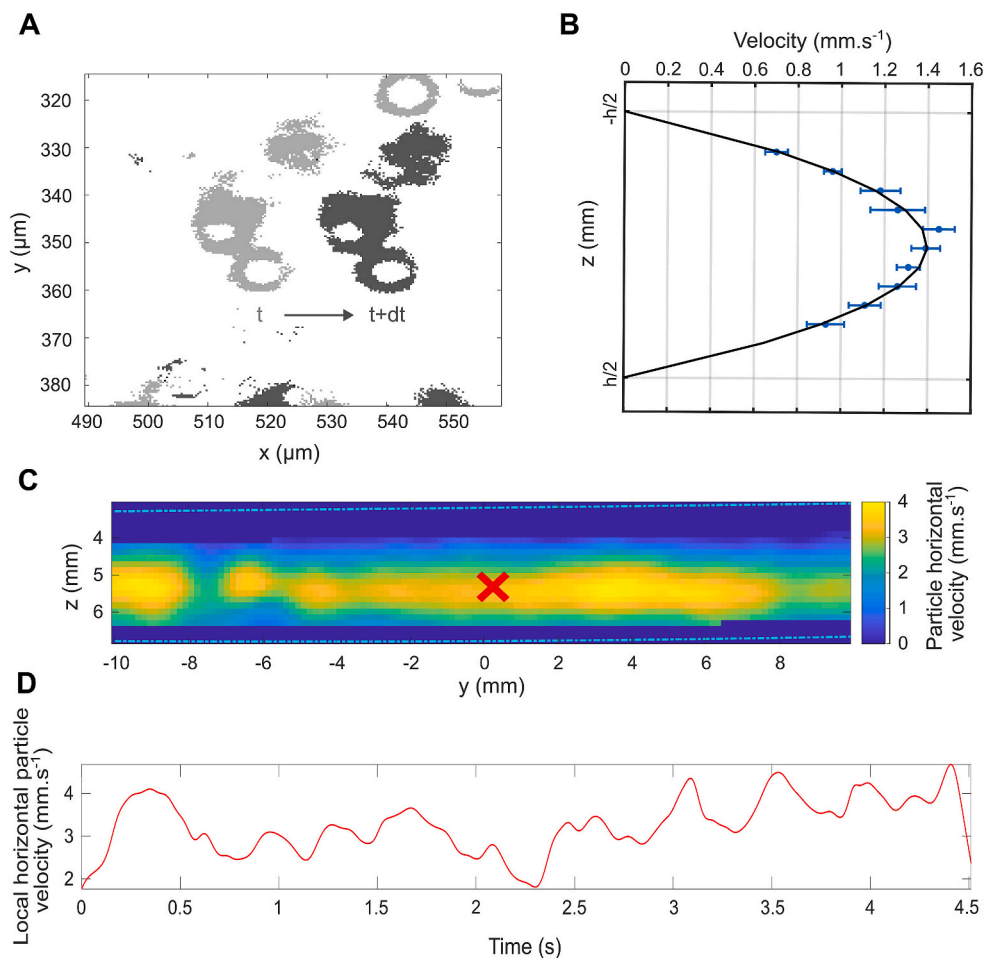 A
320
330
340
350
360
370
380
y (µm)
t
t+dt
490
500
510
520
530
540
550
x (µm)
B
Velocity (mm.s-1)
0
0.2
0.4
0.6
0.8
1
1.2
1.4
1.6
-h/2
z (mm)
h/2
C
z (mm)
4
5
6
-10
-8
-6
-4
-2
0
2
4
6
8
y (mm)
4
3
2
1
0
Particle horizontal
velocity (mm.s-1)
D
Local horizontal particle
velocity (mm.s-1)
4
3
2
0
0.5
1
1.5
2
2.5
3
3.5
4
4.5
Time (s)